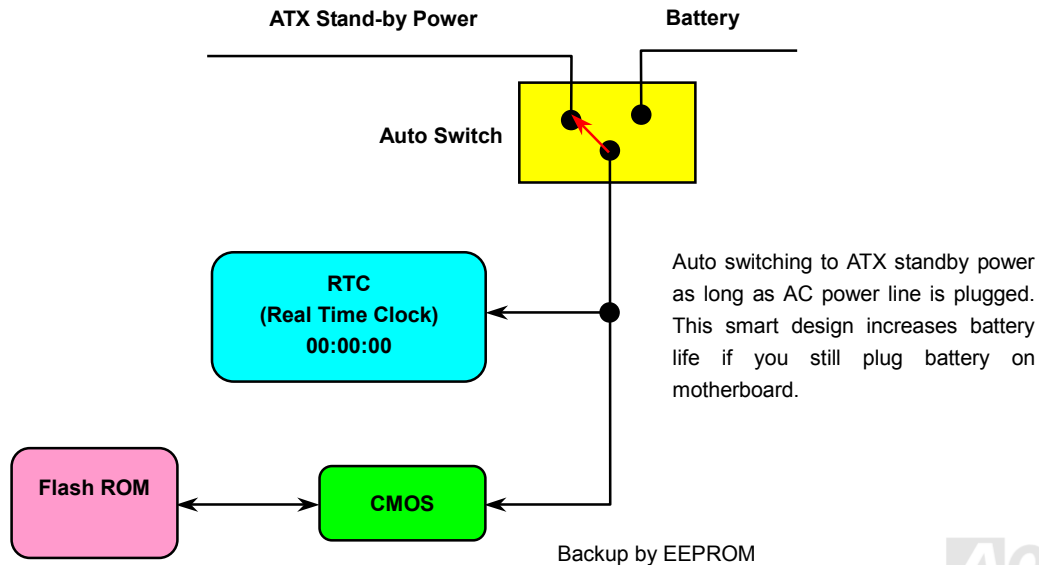 ATX Stand-by Power
Battery
Auto Switch
RTC
(Real Time Clock)
00:00:00
Auto switching to ATX standby power
as long as AC power line is plugged.
This smart design increases battery
life if you still plug battery on
motherboard.
Flash ROM
CMOS
Backup by EEPROM